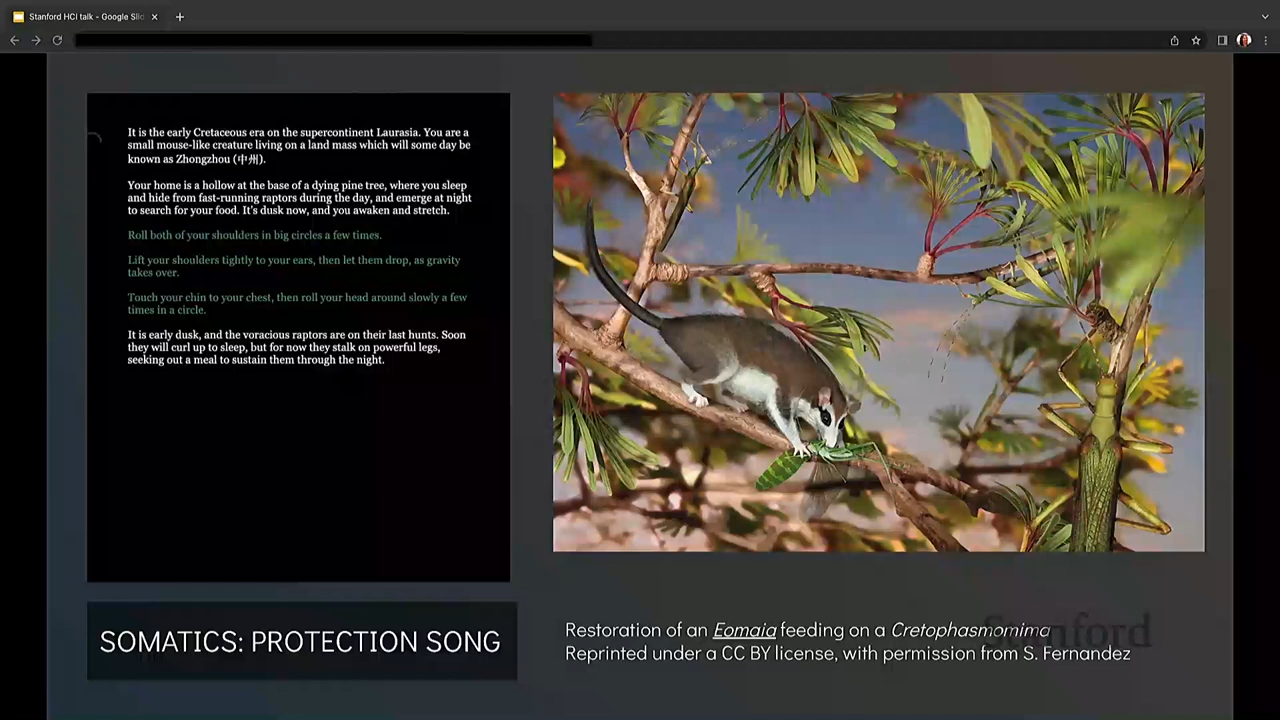 Stanford HCI talk - Google Slid
It is the early Cretaceous era on the supercontinent Laurasia. You are a
small mouse-like creature living on a land mass which will some day be
known as Zhongzhou (中州).
Your home is a hollow at the base of a dying pine tree, where you sleep
and hide from fast-running raptors during the day, and emerge at night
to search for your food. It's dusk now, and you awaken and stretch.
Roll both of your shoulders in big circles a few times.
Lift your shoulders tightly to your ears, then let them drop, as gravity
takes over.
Touch your chin to your chest, then roll your head around slowly a few
times in a circle.
It is early dusk, and the voracious raptors are on their last hunts. Soon
they will curl up to sleep, but for now they stalk on powerful legs,
seeking out a meal to sustain them through the night.
SOMATICS: PROTECTION SONG
Restoration of an Eomaia feeding on a Cretophasmomima
Reprinted under a CC BY license, with permission from S. Fernandez
Stanford